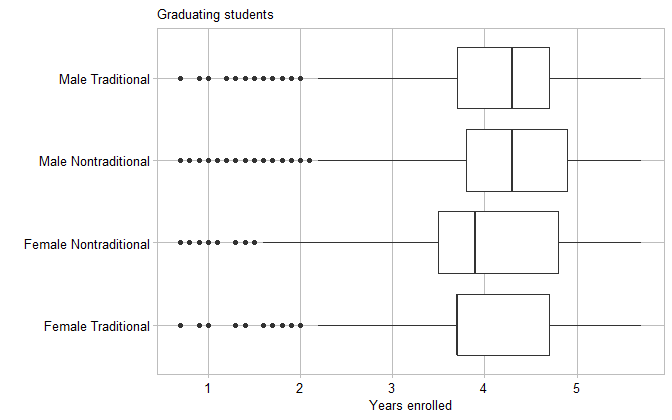 Graduating students
Male Traditional
Male Nontraditional
Female Nontraditional
Female Traditional
1 2 3 4 5
Years enrolled